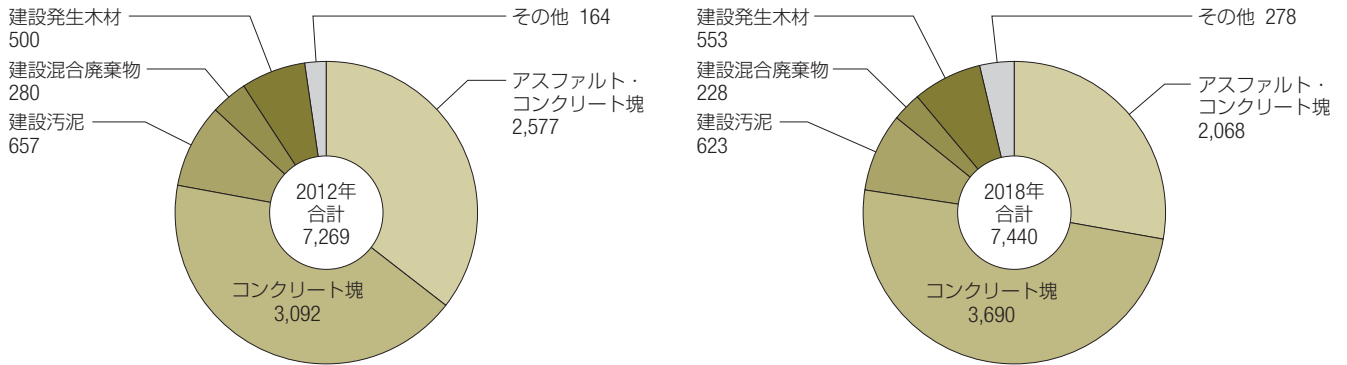 建設発生木材
500
建設混合廃棄物
280
建設汚泥
657
その他 164
アスファルト・
コンクリート塊
2,577
2012年
合計
7,269
コンクリート塊
3,092
建設発生木材
553
建設混合廃棄物
228
建設汚泥
623
その他 278
アスファルト・
コンクリート塊
2,068
2018年
合計
7,440
コンクリート塊
3,690